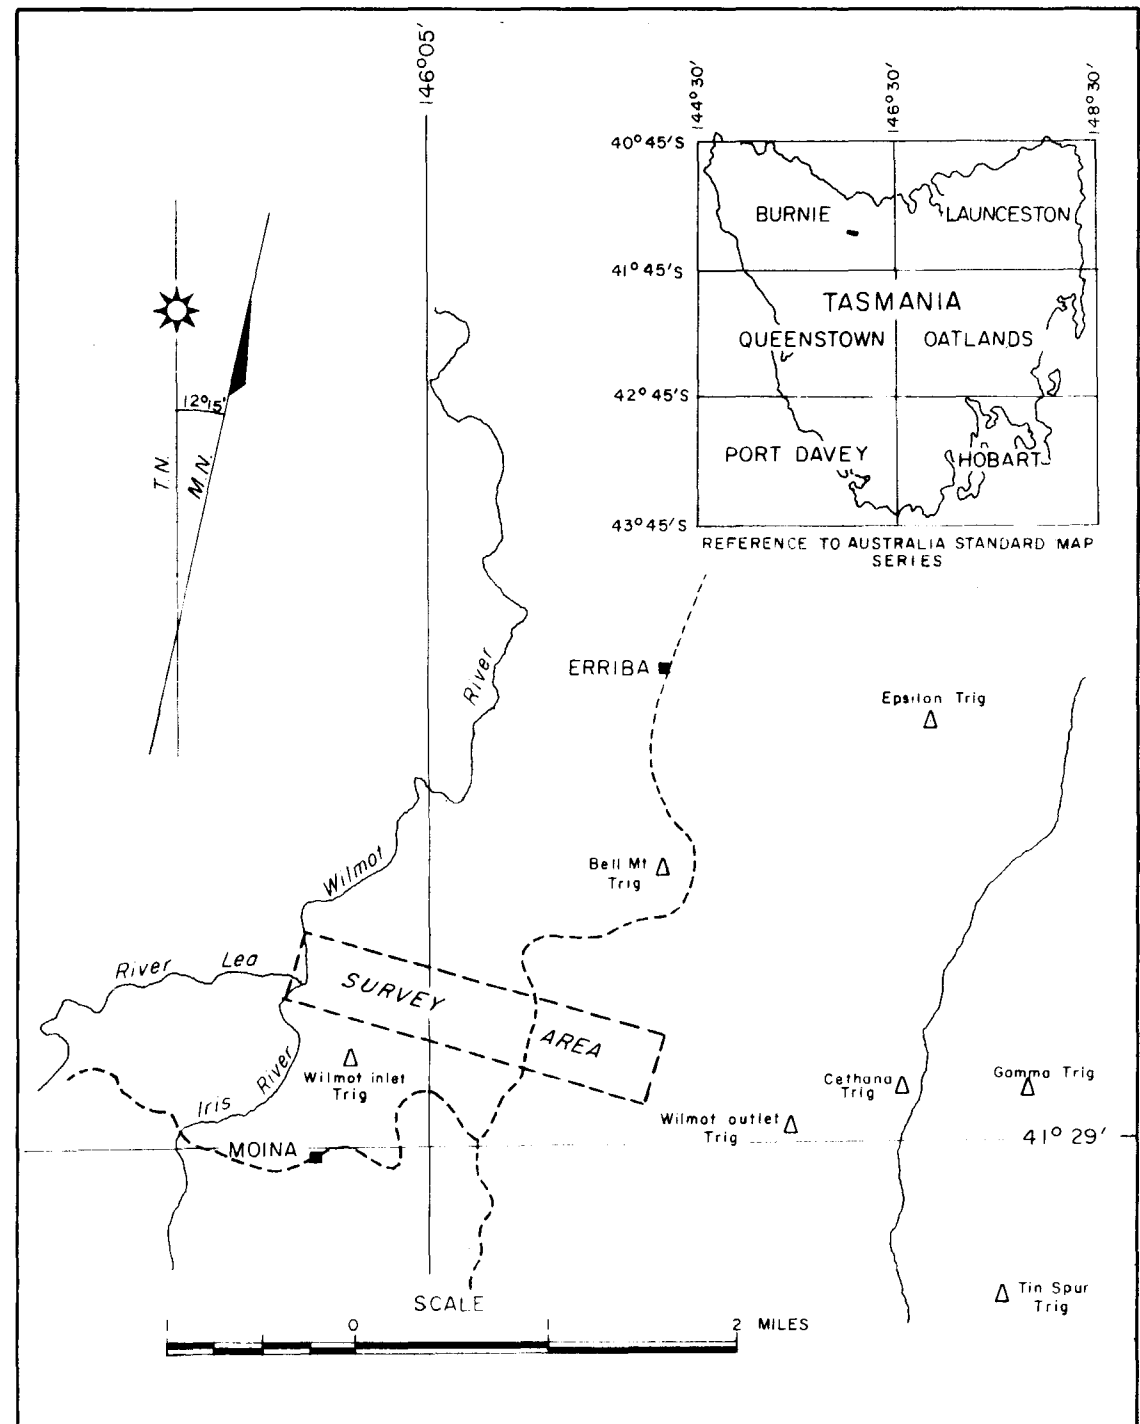 146°05'
144°30'
146°30'
148°30'
40°45'S
BURNIE
LAUNCESTON
41°45'S
TASMANIA
QUEENSTOWN
OATLANDS
42°45'S
PORT DAVEY
HOBART
43°45'S
REFERENCE TO AUSTRALIA STANDARD MAP
SERIES
12°15'
T.N.
M.N.
River
ERRIBA
Epsilon Trig
Bell Mt
Trig
Wilmot
River Lea
SURVEY
AREA
Wilmot inlet
Trig
Iris River
Cethana
Trig
Gamma Trig
Wilmot outlet
Trig
MOINA
41° 29'
Tin Spur
Trig
SCALE
1 0 1 2 MILES